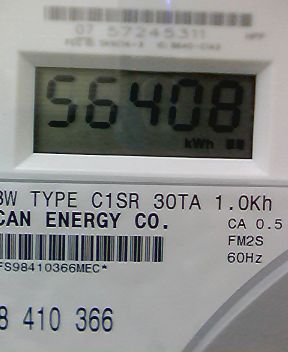 07 57245311
56408
kWh
3W TYPE C1SR 30TA 1.0Kh
CAN ENERGY CO.
CA 0.5
FM2S
60Hz
FS98410366MEC*
8 410 366